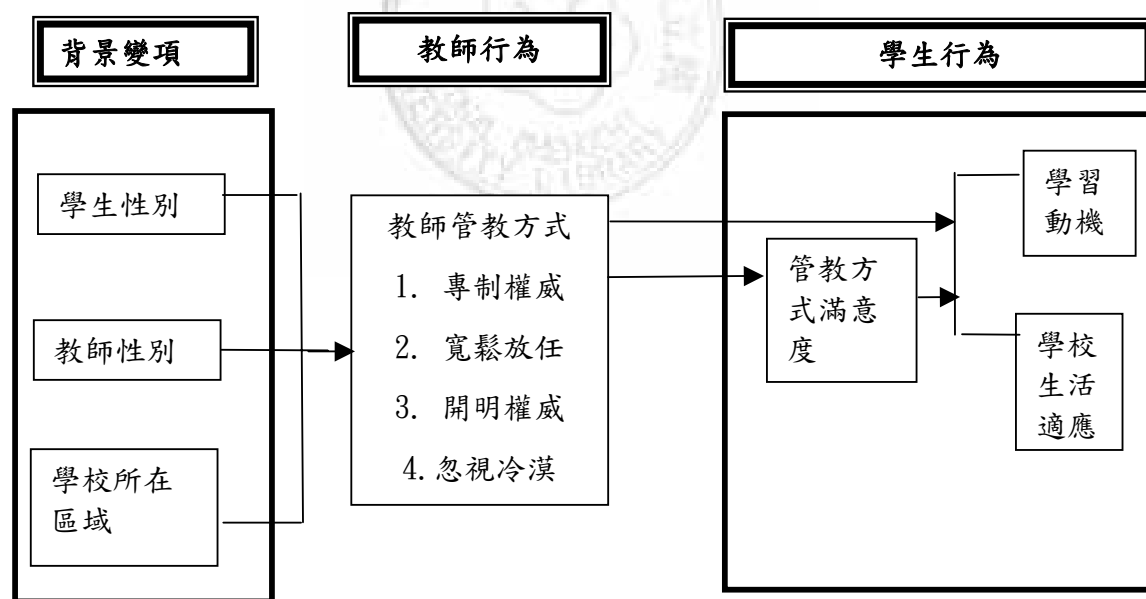 背景變項
教師行為
學生行為
學生性別
教師性別
學校所在
區域
教師管教方式
1. 專制權威
2. 寬鬆放任
3. 開明權威
4.忽視冷漠
管教方
式滿意
度
學習
動機
學校
生活
適應